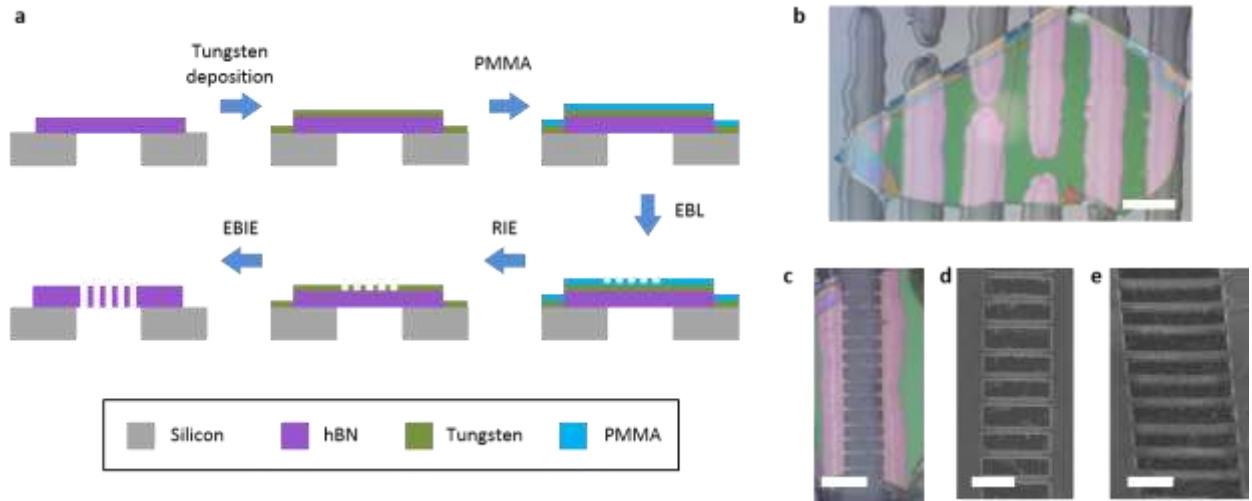 a
Tungsten
deposition
PMMA
EBL
RIE
EBIE
Silicon
hBN
Tungsten
PMMA
b
c
d
e